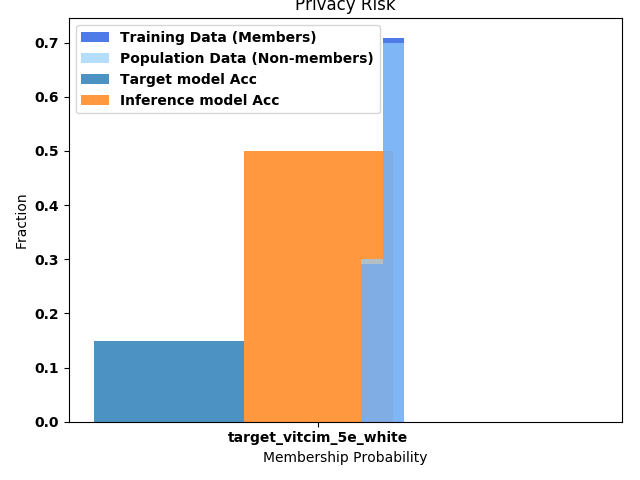 Privacy Risk
Training Data (Members)
Population Data (Non-members)
Target model Acc
Inference model Acc
0.7
0.6
0.5
0.4
0.3
0.2
0.1
0.0
Fraction
target_vitcim_5e_white
Membership Probability